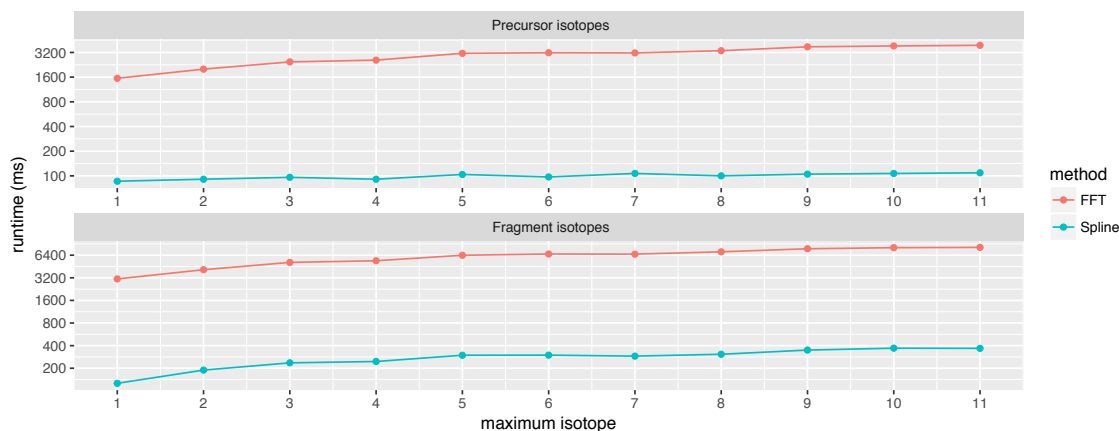 Precursor isotopes
3200
1600
800
400
200
100
1 2 3 4 5 6 7 8 9 10 11
runtime (ms)
Fragment isotopes
6400
3200
1600
800
400
200
1 2 3 4 5 6 7 8 9 10 11
maximum isotope
method
FFT
Spline